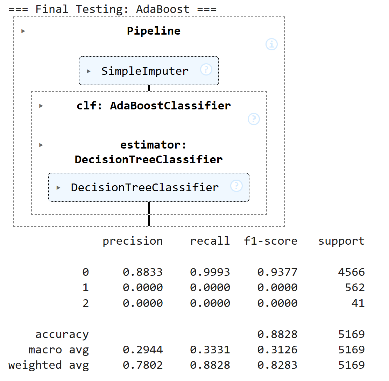 === Final Testing: AdaBoost ===
Pipeline
i
SimpleImputer ?
clf: AdaBoostClassifier
?
estimator:
DecisionTreeClassifier
DecisionTreeClassifier ?
precision recall f1-score support
0 0.8833 0.9993 0.9377 4566
1 0.0000 0.0000 0.0000 562
2 0.0000 0.0000 0.0000 41
accuracy 0.8828 5169
macro avg 0.2944 0.3331 0.3126 5169
weighted avg 0.7802 0.8828 0.8283 5169